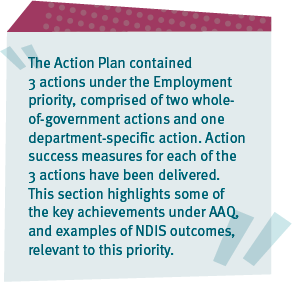 The Action Plan contained
3 actions under the Employment
priority, comprised of two whole-
of-government actions and one
department-specific action. Action
success measures for each of the
3 actions have been delivered.
This section highlights some of
the key achievements under AAQ,
and examples of NDIS outcomes,
relevant to this priority.